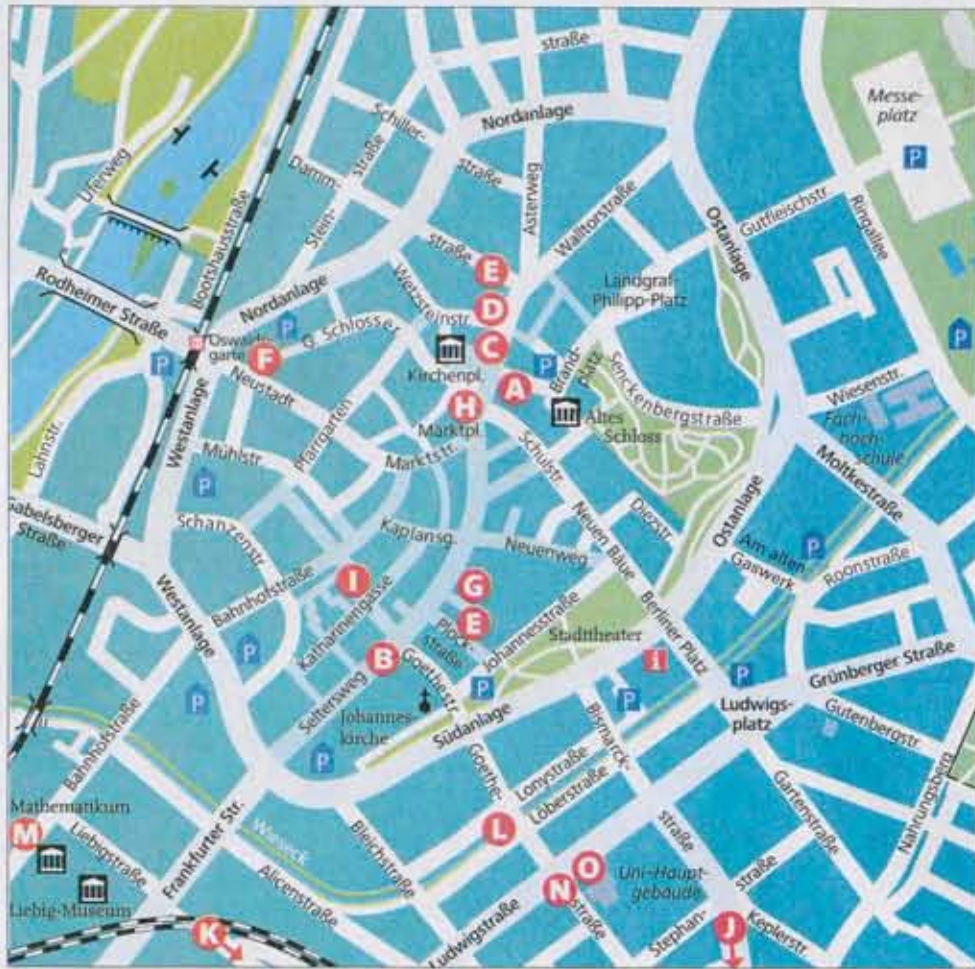 straße
Messe-
platz
P
Nordanlage
Schiller-
straße
straße
Damm-
Stein-
Uferweg
Bootshausstraße
Asterweg
Walltorstraße
Ostanlage
Gutfleischstr.
Ringallee
straße
E
Landgraf-
Philipp-Platz
Rodheimer Straße
Nordanlage
P
Wetzsteinstr.
D
G Schlosser
Oswalds-
garte
F
C
Kirchenpl.
P
Brand-
platz
P
A
Senckenbergstraße
Wiesenstr.
P
Neustadt
H
Marktpl.
Altes
Schloss
Fach-
hoch-
schule
Lahnstr.
Westanlage
Pfarrgarten
Marktstr.
Schulstr
Moltkestraße
Mühlstr.
P
Gabelsberger
Straße
Schanzenstr.
Kaplansg.
Neuenweg
Neuen Bäue
Diezstr.
Ostanlage
Am alten
Gaswerk
P
Roonstraße
Westanlage
Bahnhofstraße
I
G
Katharinengasse
E
Plock-
straße
Johannesstraße
Berliner Platz
Stadttheater
i
P
B
Goethestr.
Seltersweg
Johannes-
kirche
P
Südanlage
P
P
Ludwigs-
platz
Grünberger Straße
Gutenbergstr.
P
Bismarck-
straße
Bahnhofstraße
Goethe-
straße
Lonystraße
Löberstraße
Gartenstraße
Nahrungsberg
Mathematikum
M
Liebigstraße
Frankfurter Str.
Wieseck
Bleichstraße
L
Liebig-Museum
Alicenstraße
N
O
Uni-Haupt-
gebäude
K
Ludwigstraße
Stephan-
straße
J
Keplerstr.